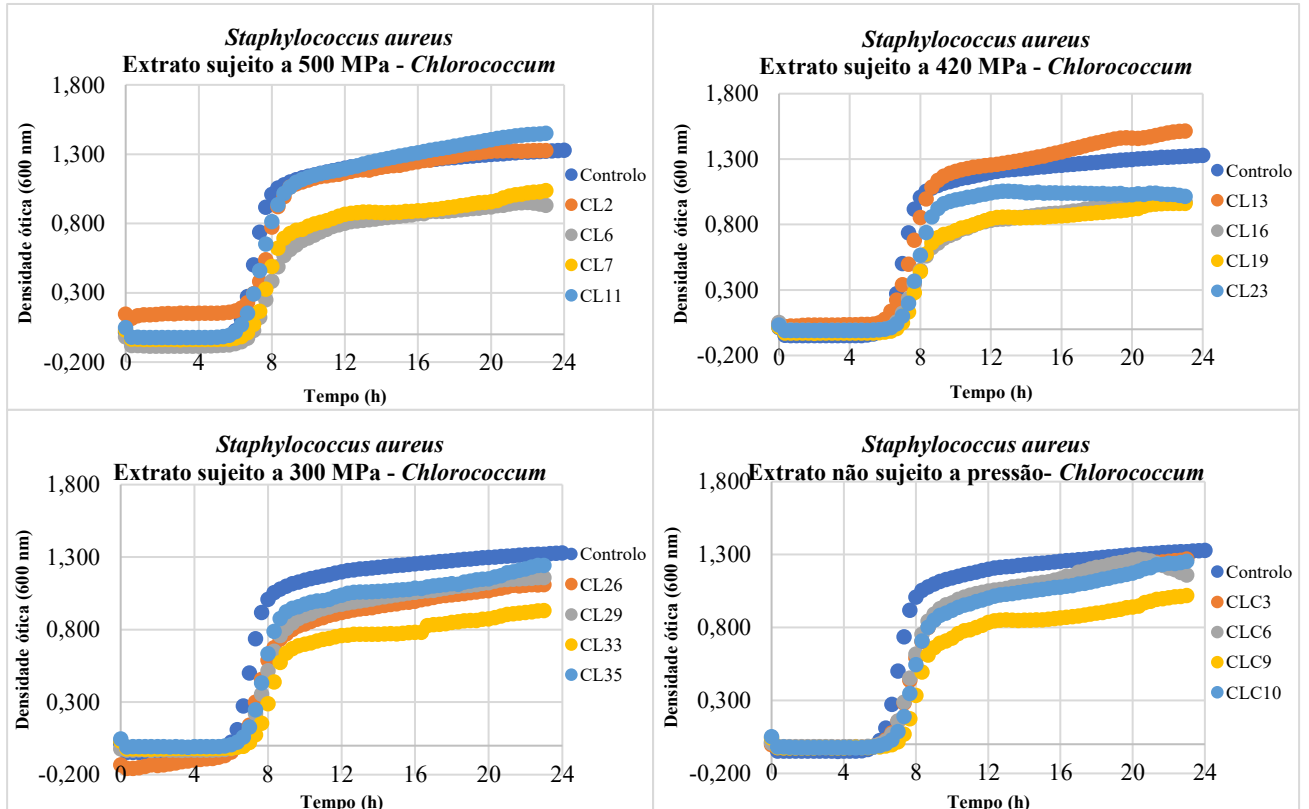 Staphylococcus aureus
Extrato sujeito a 500 MPa - Chlorococcum
Densidade ótica (600 nm)
1,800
1,300
0,800
0,300
-0,200
0 4 8 12 16 20 24
Tempo (h)
Controlo
CL2
CL6
CL7
CL11
Staphylococcus aureus
Extrato sujeito a 420 MPa - Chlorococcum
Densidade ótica (600 nm)
1,800
1,300
0,800
0,300
-0,200
0 4 8 12 16 20 24
Tempo (h)
Controlo
CL13
CL16
CL19
CL23
Staphylococcus aureus
Extrato sujeito a 300 MPa - Chlorococcum
Densidade ótica (600 nm)
1,800
1,300
0,800
0,300
-0,200
0 4 8 12 16 20 24
Tempo (h)
Controlo
CL26
CL29
CL33
CL35
Staphylococcus aureus
Extrato não sujeito a pressão- Chlorococcum
Densidade ótica (600 nm)
1,800
1,300
0,800
0,300
-0,200
0 4 8 12 16 20 24
Tempo (h)
Controlo
CLC3
CLC6
CLC9
CLC10